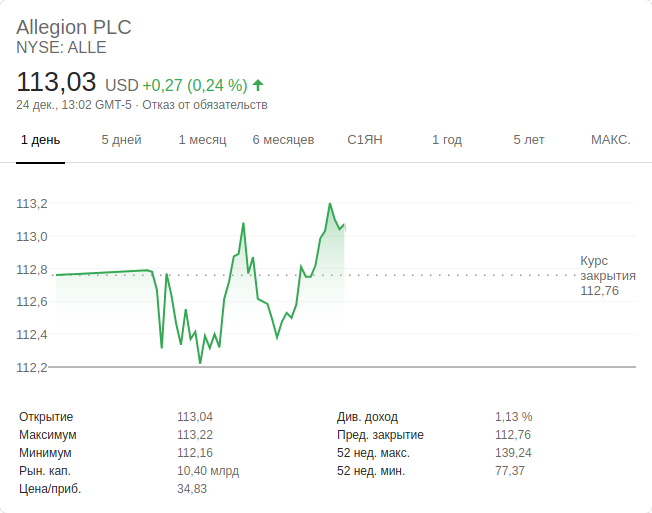 Allegion PLC
NYSE: ALLE
113,03 USD +0,27 (0,24 %)
24 дек., 13:02 GMT-5 · Отказ от обязательств
1 день 5 дней 1 месяц 6 месяцев С1ЯН 1 год 5 лет МАКС.
113,2
113,0
112,8
112,6
112,4
112,2
Курс
закрытия
112,76
Открытие 113,04 Див. доход 1,13 %
Максимум 113,22 Пред. закрытие 112,76
Минимум 112,16 52 нед. макс. 139,24
Рын. кап. 10,40 млрд 52 нед. мин. 77,37
Цена/приб. 34,83